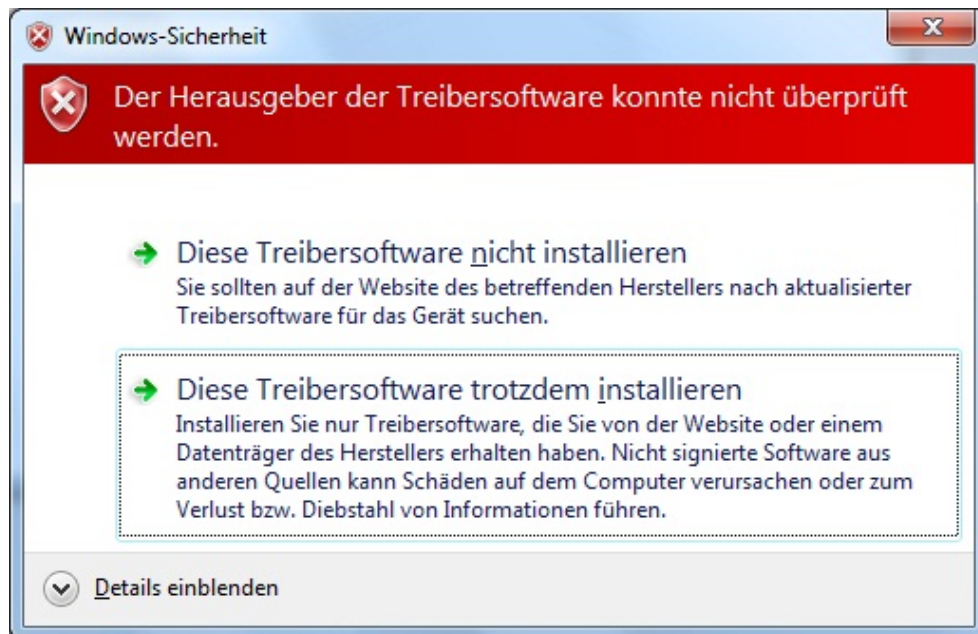 Windows-Sicherheit
Der Herausgeber der Treibersoftware konnte nicht überprüft
werden.
Diese Treibersoftware nicht installieren
Sie sollten auf der Website des betreffenden Herstellers nach aktualisierter
Treibersoftware für das Gerät suchen.
Diese Treibersoftware trotzdem installieren
Installieren Sie nur Treibersoftware, die Sie von der Website oder einem
Datenträger des Herstellers erhalten haben. Nicht signierte Software aus
anderen Quellen kann Schäden auf dem Computer verursachen oder zum
Verlust bzw. Diebstahl von Informationen führen.
Details einblenden